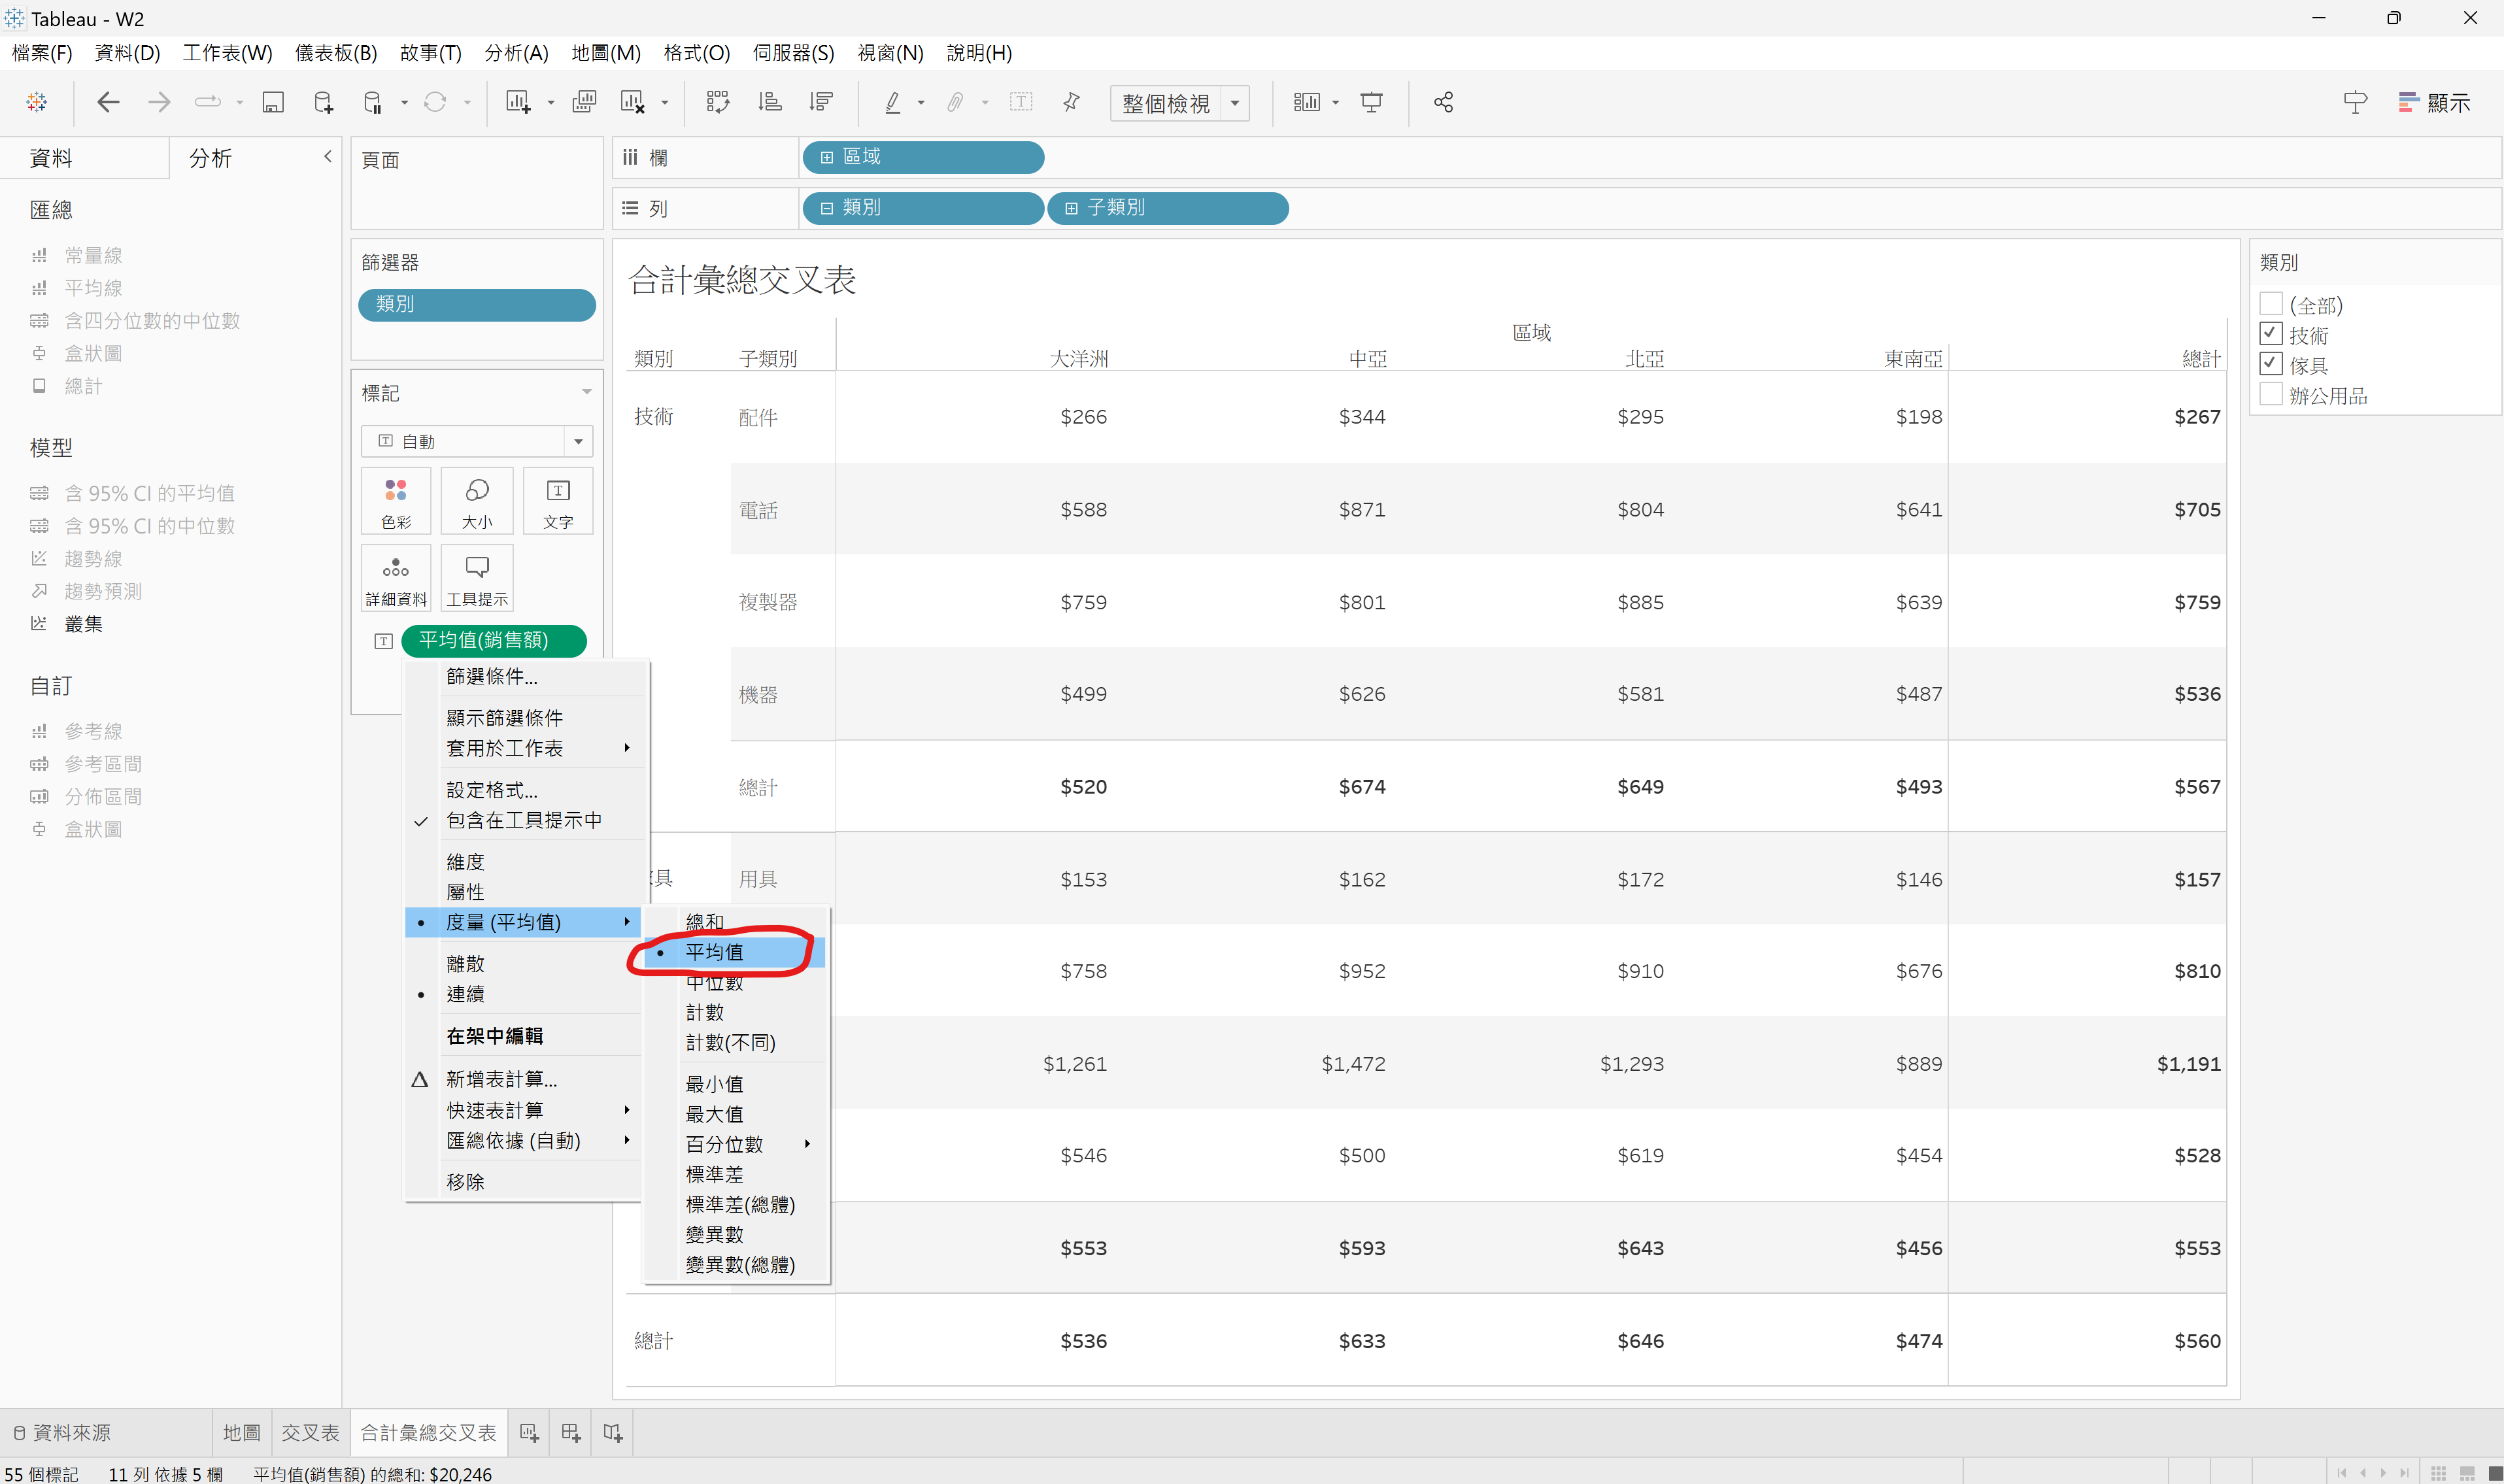 Tableau - W2
檔案(F) 資料(D) 工作表(W) 儀表板(B) 故事(T) 分析(A) 地圖(M) 格式(O) 伺服器(S) 視窗(N) 說明(H)
整個檢視
顯示
資料 分析
匯總
常量線
平均線
含四分位數的中位數
盒狀圖
總計
模型
含 95% CI 的平均值
含 95% CI 的中位數
趨勢線
趨勢預測
叢集
自訂
參考線
參考區間
分佈區間
盒狀圖
頁面
篩選器
類別
標記
自動
色彩 大小 文字
詳細資料 工具提示
平均值(銷售額)
篩選條件...
顯示篩選條件
套用於工作表
設定格式...
包含在工具提示中
維度
屬性
度量 (平均值)
離散
連續
在架中編輯
新增表計算...
快速表計算
匯總依據 (自動)
移除
總和
平均值
中位數
計數
計數(不同)
最小值
最大值
百分位數
標準差
標準差(總體)
變異數
變異數(總體)
欄 區域
列 類別 子類別
合計彙總交叉表
區域
類別 子類別 大洋洲 中亞 北亞 東南亞 總計
技術 配件 $266 $344 $295 $198 $267
電話 $588 $871 $804 $641 $705
複製器 $759 $801 $885 $639 $759
機器 $499 $626 $581 $487 $536
總計 $520 $674 $649 $493 $567
具 用具 $153 $162 $172 $146 $157
$758 $952 $910 $676 $810
$1,261 $1,472 $1,293 $889 $1,191
$546 $500 $619 $454 $528
$553 $593 $643 $456 $553
總計 $536 $633 $646 $474 $560
類別
(全部)
技術
傢具
辦公用品
資料來源 地圖 交叉表 合計彙總交叉表
55 個標記 11 列 依據 5 欄 平均值(銷售額) 的總和: $20,246